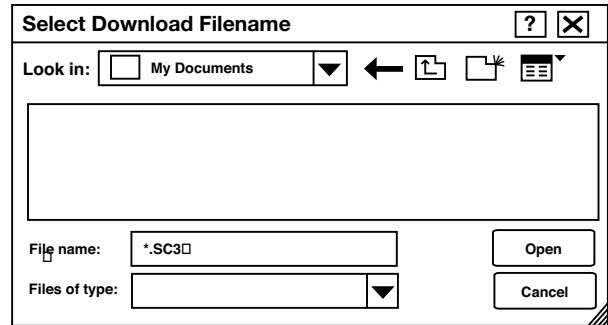 Select Download Filename ?
Look in: My Documents
File name: *.SC3
Open
Files of type:
Cancel